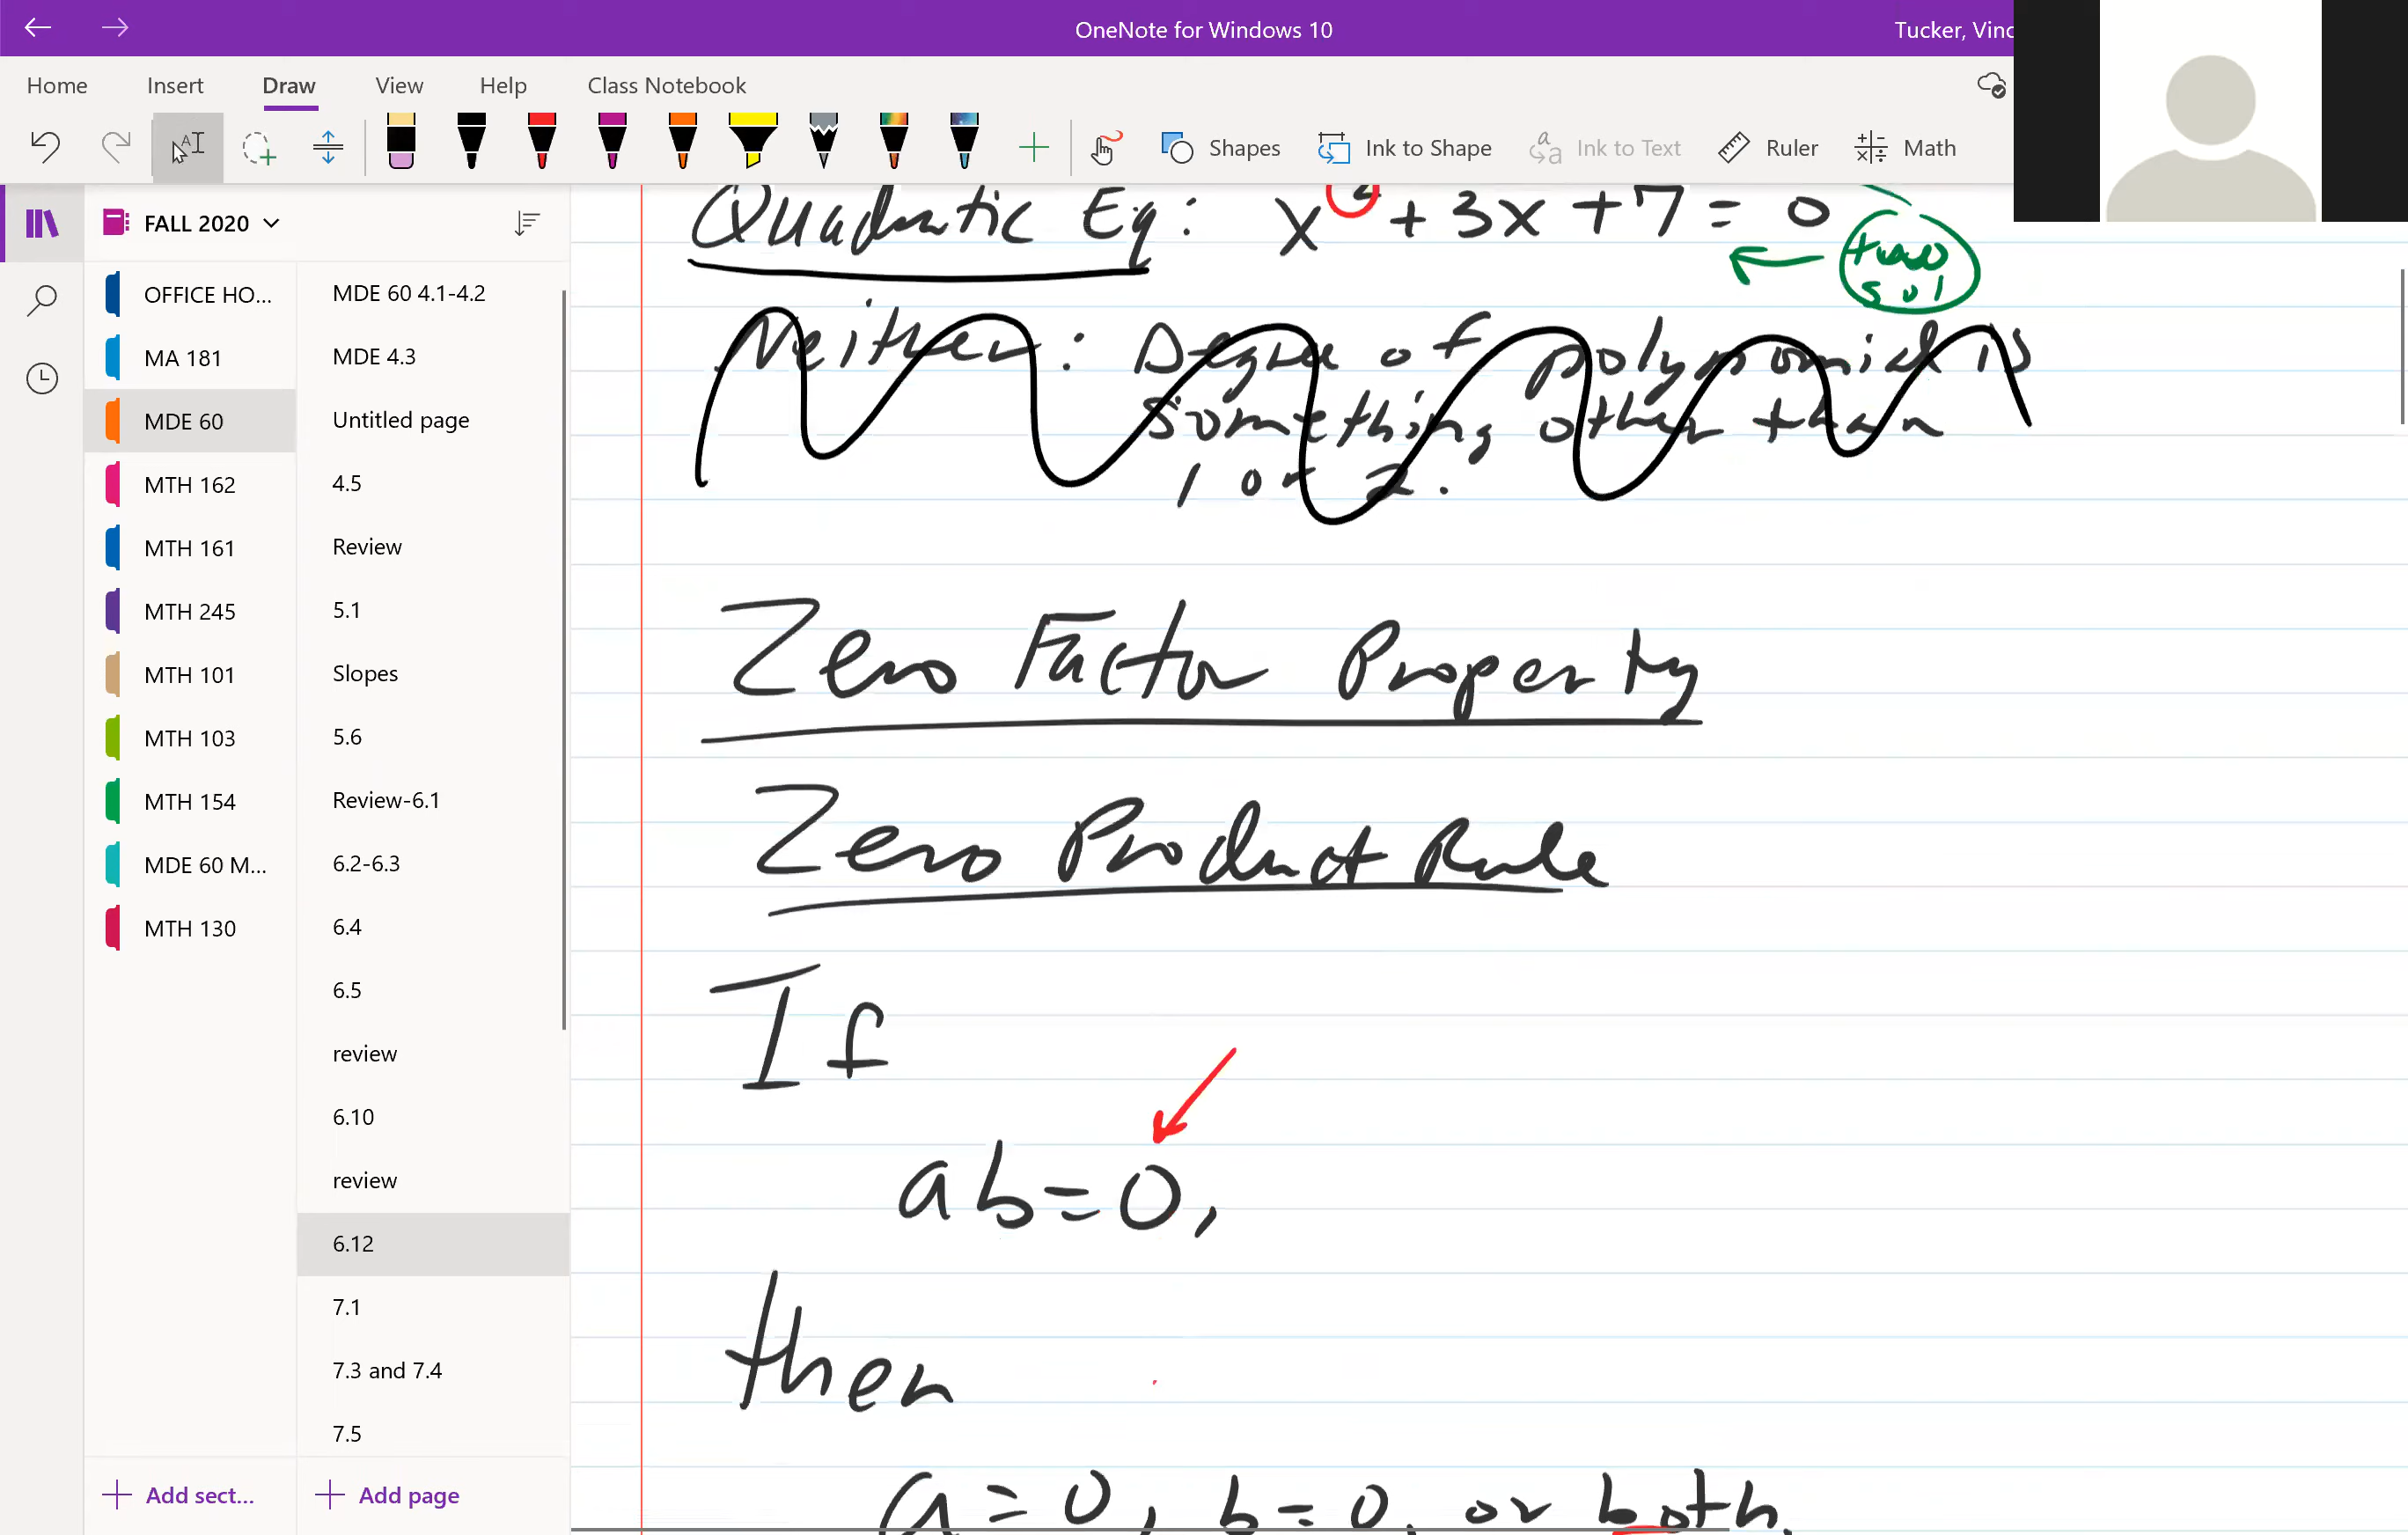 OneNote for Windows 10
Tucker, Vinc
Home Insert Draw View Help Class Notebook
Shapes Ink to Shape Ink to Text Ruler Math
FALL 2020
OFFICE HO...
MA 181
MDE 60
MTH 162
MTH 161
MTH 245
MTH 101
MTH 103
MTH 154
MDE 60 M...
MTH 130
Add sect...
MDE 60 4.1-4.2
MDE 4.3
Untitled page
4.5
Review
5.1
Slopes
5.6
Review-6.1
6.2-6.3
6.4
6.5
review
6.10
review
6.12
7.1
7.3 and 7.4
7.5
Add page
Quadratic Eq: x² + 3x + 7 = 0
two
sol
Neither: Degree of polynomial is
something other than
1 or 2.
Zero Factor Property
Zero Product Rule
If
ab=0,
then
a=0, b=0, or both.